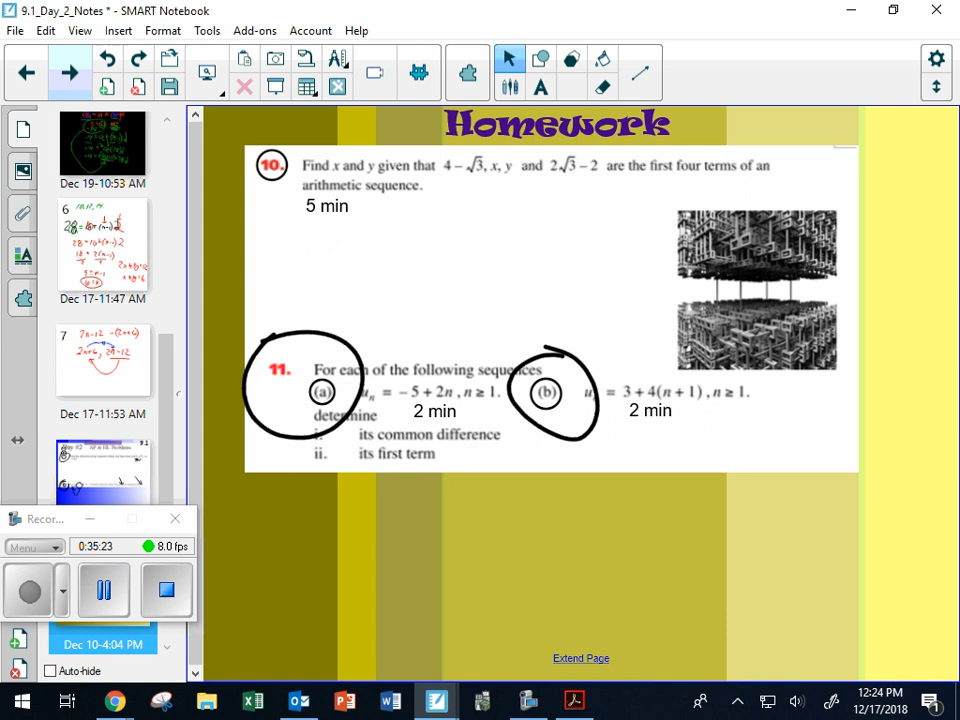 9.1_Day_2_Notes * - SMART Notebook
File Edit View Insert Format Tools Add-ons Account Help
Homework
10. Find x and y given that 4 – √3, x, y and 2√3 – 2 are the first four terms of an
arithmetic sequence.
5 min
11. For each of the following sequences
(a) uₙ = – 5 + 2n , n ≥ 1. (b) u = 3 + 4(n + 1) , n ≥ 1.
determine 2 min 2 min
i. its common difference
ii. its first term
Extend Page
Dec 19-10:53 AM
6
Dec 17-11:47 AM
7
2n+6, 2n-12
Dec 17-11:53 AM
Recor...
Menu 0:35:23 8.0 fps
Dec 10-4:04 PM
Auto-hide
12:24 PM
12/17/2018
1